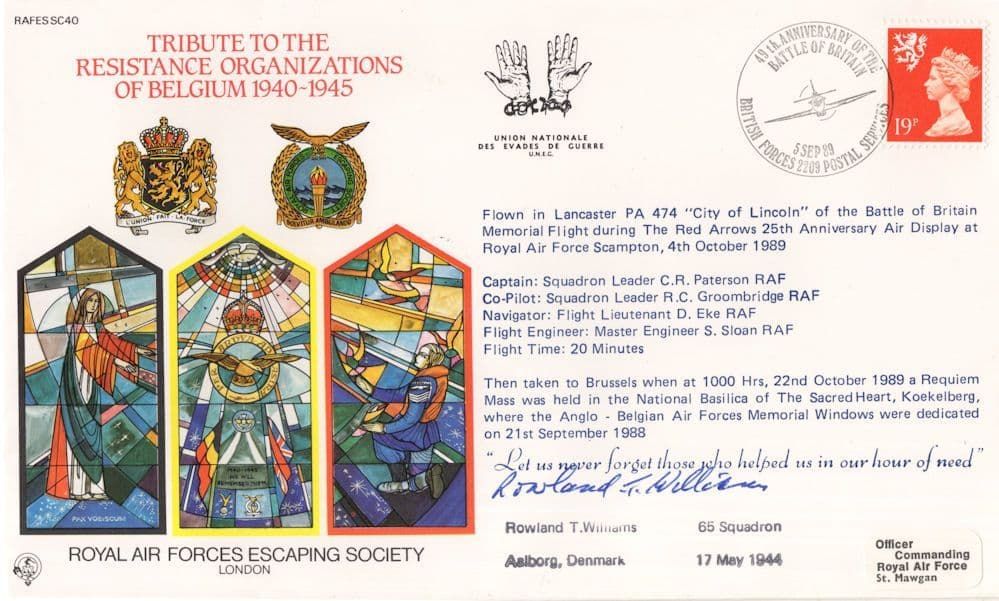 RAFES SC40
TRIBUTE TO THE
RESISTANCE ORGANIZATIONS
OF BELGIUM 1940~1945
L'UNION FAIT LA FORCE
UNION NATIONALE
DES EVADES DE GUERRE
U.N.E.G.
49th. ANNIVERSARY OF THE
BATTLE OF BRITAIN
5 SEP 89
BRITISH FORCES 2209 POSTAL SERVICES
19P
Flown in Lancaster PA 474 "City of Lincoln" of the Battle of Britain
Memorial Flight during The Red Arrows 25th Anniversary Air Display at
Royal Air Force Scampton, 4th October 1989
Captain: Squadron Leader C.R. Paterson RAF
Co-Pilot: Squadron Leader R.C. Groombridge RAF
Navigator: Flight Lieutenant D. Eke RAF
Flight Engineer: Master Engineer S. Sloan RAF
Flight Time: 20 Minutes
Then taken to Brussels when at 1000 Hrs, 22nd October 1989 a Requiem
Mass was held in the National Basilica of The Sacred Heart, Koekelberg,
where the Anglo - Belgian Air Forces Memorial Windows were dedicated
on 21st September 1988
"Let us never forget those who helped us in our hour of need"
Rowland T. Williams
Rowland T. Williams 65 Squadron
Aalborg, Denmark 17 May 1944
Officer
Commanding
Royal Air Force
St. Mawgan
1940-1945
WE WILL
REMEMBER THEM
PAX VOBISCUM
ROYAL AIR FORCES ESCAPING SOCIETY
LONDON